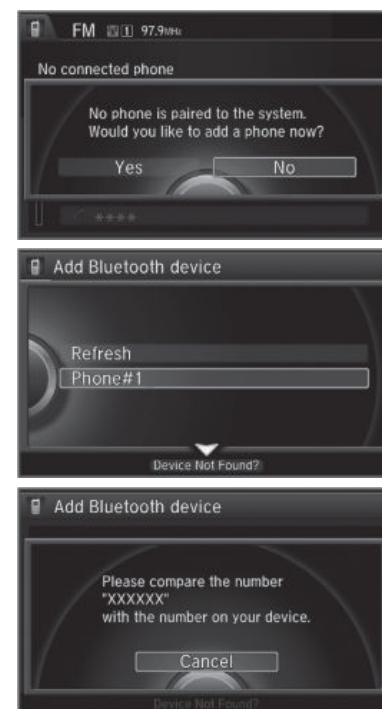 FM 1 97.9MHz
No connected phone
No phone is paired to the system.
Would you like to add a phone now?
Yes No
****
Add Bluetooth device
Refresh
Phone#1
Device Not Found?
Add Bluetooth device
Please compare the number
"XXXXXX"
with the number on your device.
Cancel
Device Not Found?